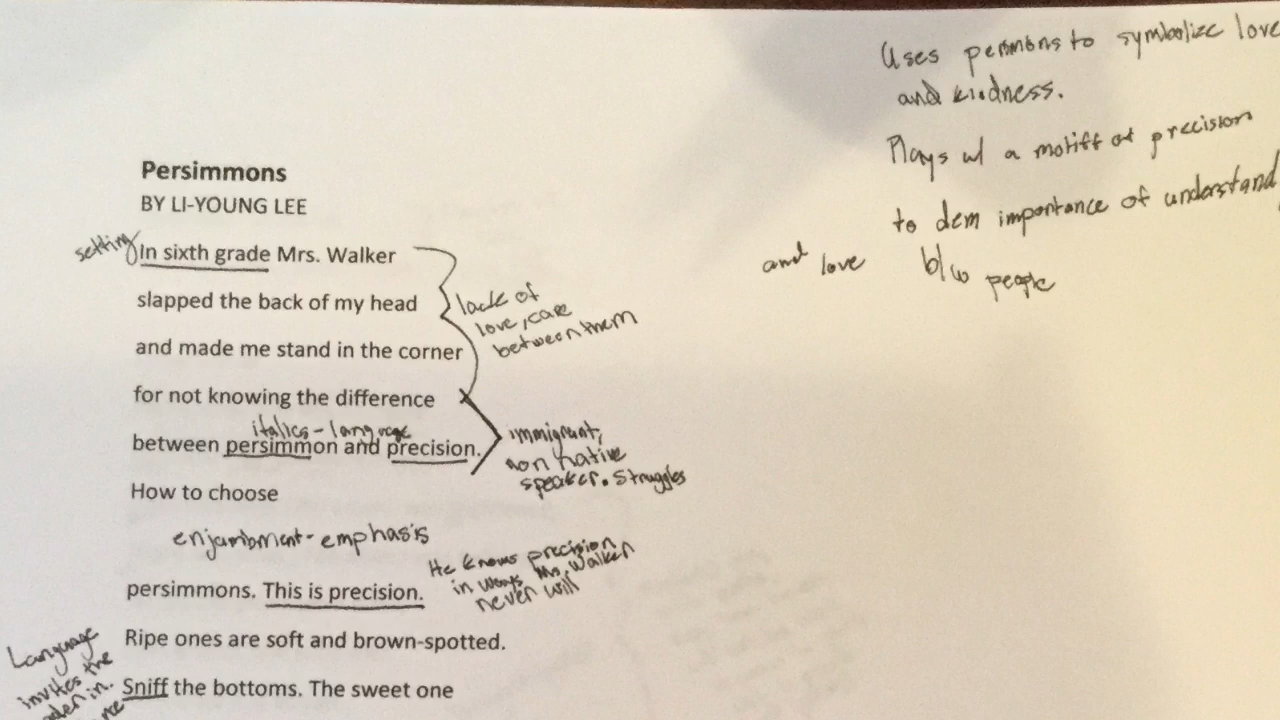 Uses permmons to symbolize love
and kindness.
Plays w/ a motiff of precision
to dem importance of understand
and love b/w people
Persimmons
BY LI-YOUNG LEE
setting
In sixth grade Mrs. Walker
slapped the back of my head
lack of
love, care
between them
and made me stand in the corner
for not knowing the difference
italics - language
between persimmon and precision.
immigrant,
non native
speaker. Struggles
How to choose
enjambment - emphasis
He knows precision
in ways Ms. Walker
never will
persimmons. This is precision.
Ripe ones are soft and brown-spotted.
Language
invites the
in.
Sniff the bottoms. The sweet one